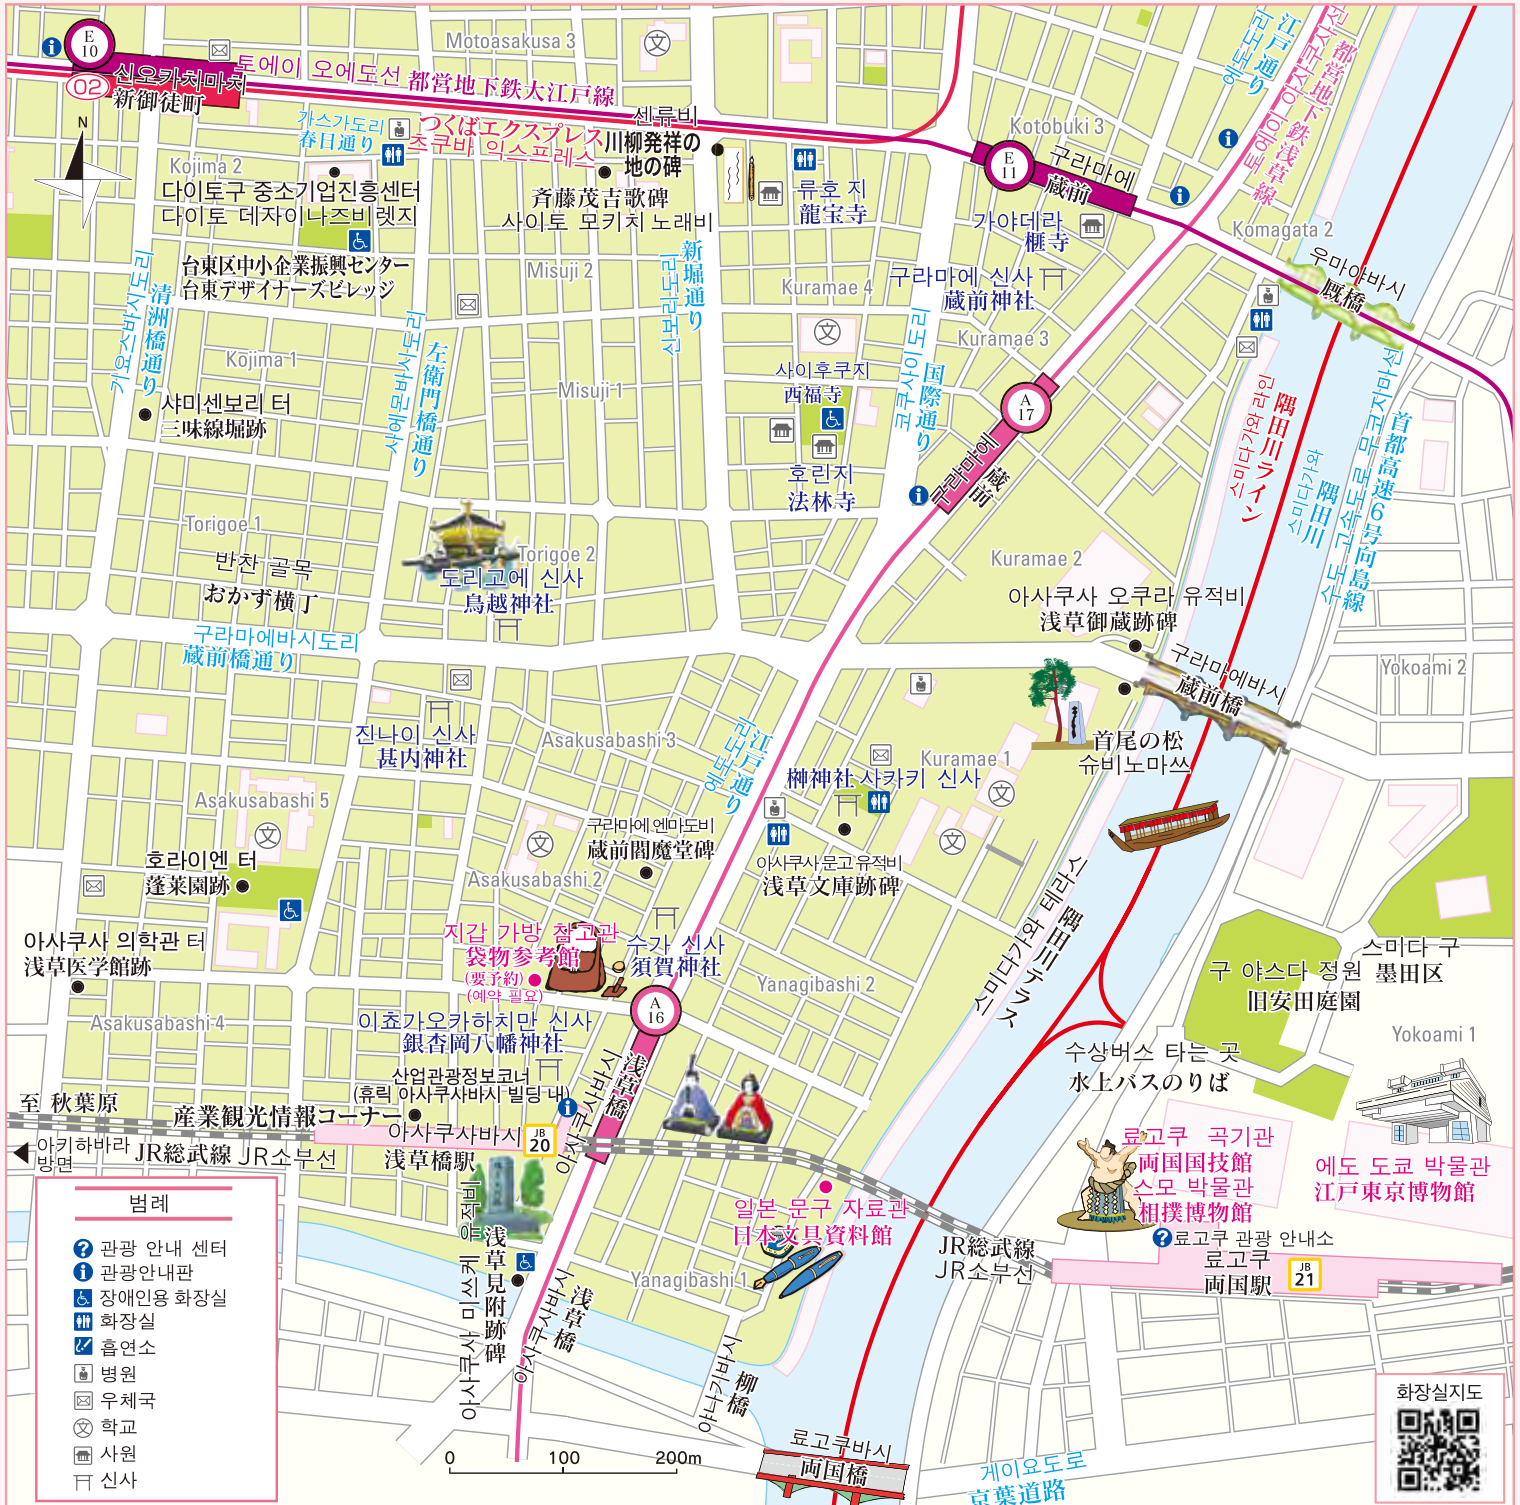 E
10
02
신오카치마치
新御徒町
토에이 오에도선 都営地下鉄大江戸線
Motoasakusa 3
つくばエクスプレス
츠쿠바 익스프레스
센류비
川柳発祥の
地の碑
가스가도리
春日通り
N
Kojima 2
다이토구 중소기업진흥센터
다이토 데자이나즈비렛지
台東区中小企業振興センター
台東デザイナーズビレッジ
斉藤茂吉歌碑
사이토 모키치 노래비
류호 지
龍宝寺
Kotobuki 3
E
11
구라마에
蔵前
가야데라
榧寺
江戸通り
에도도리
都営地下鉄浅草線
Komagata 2
우마야바시
厩橋
구라마에 신사
蔵前神社
Misuji 2
Kuramae 4
新堀通り
신보리도리
清洲橋通り
기요스바시도리
Kojima 1
左衛門橋通り
사에몬바시도리
Misuji 1
샤미센보리 터
三味線堀跡
사이후쿠지
西福寺
호린지
法林寺
国際通り
코쿠사이도리
Kuramae 3
A
17
구라마에
蔵前
隅田川ライン
스미다가와 라인
스미다가와
隅田川
首都高速6号向島線
수도 고속도로 무코지마선
Torigoe 1
반찬 골목
おかず横丁
Torigoe 2
도리고에 신사
鳥越神社
Kuramae 2
아사쿠사 오쿠라 유적비
浅草御蔵跡碑
구라마에바시
蔵前橋
구라마에바시도리
蔵前橋通り
Yokoami 2
진나이 신사
甚内神社
Asakusabashi 3
江戸通り
에도도리
首尾の松
슈비노마쓰
Kuramae 1
榊神社 사카키 신사
Asakusabashi 5
호라이엔 터
蓬莱園跡
구라마에 엔마도비
蔵前閻魔堂碑
Asakusabashi 2
아사쿠사 문고 유적비
浅草文庫跡碑
隅田川テラス
스미다가와 테라스
지갑 가방 참고관
袋物参考館
(要予約)
(예약 필요)
수가 신사
須賀神社
아사쿠사 의학관 터
浅草医学館跡
Asakusabashi 4
Yanagibashi 2
A
16
이쵸가오카하치만 신사
銀杏岡八幡神社
스미다 구
墨田区
구 야스다 정원
旧安田庭園
Yokoami 1
수상버스 타는 곳
水上バスのりば
산업관광정보코너
(휴릭 아사쿠사바시 빌딩 내)
産業観光情報コーナー
至 秋葉原
아키하바라
방면
JR総武線 JR소부선
아사쿠사바시
浅草橋駅
JB
20
아사쿠사바시
浅草橋
료고쿠 곡기관
両国国技館
스모 박물관
相撲博物館
에도 도쿄 박물관
江戸東京博物館
일본 문구 자료관
日本文具資料館
료고쿠 관광 안내소
료고쿠
両国駅
JB
21
JR総武線
JR소부선
浅草見附跡碑
아사쿠사 미쓰케 유적비
浅草橋
아사쿠사바시
Yanagibashi 1
柳橋
야나기바시
료고쿠바시
両国橋
게이요도로
京葉道路
범례
관광 안내 센터
관광안내판
장애인용 화장실
화장실
흡연소
병원
우체국
文 학교
사원
신사
0 100 200m
화장실지도